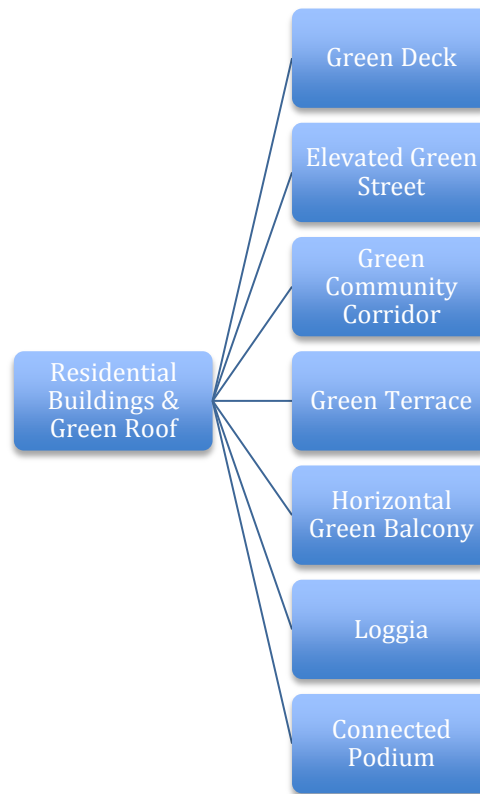 Green Deck
Elevated Green
Street
Green
Community
Corridor
Residential
Buildings &
Green Roof
Green Terrace
Horizontal
Green Balcony
Loggia
Connected
Podium